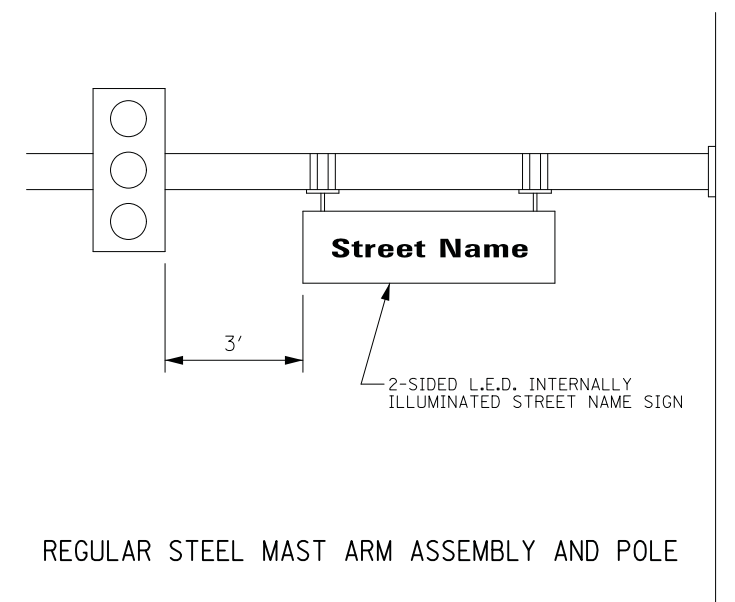 Street Name
3'
2-SIDED L.E.D. INTERNALLY
ILLUMINATED STREET NAME SIGN
REGULAR STEEL MAST ARM ASSEMBLY AND POLE